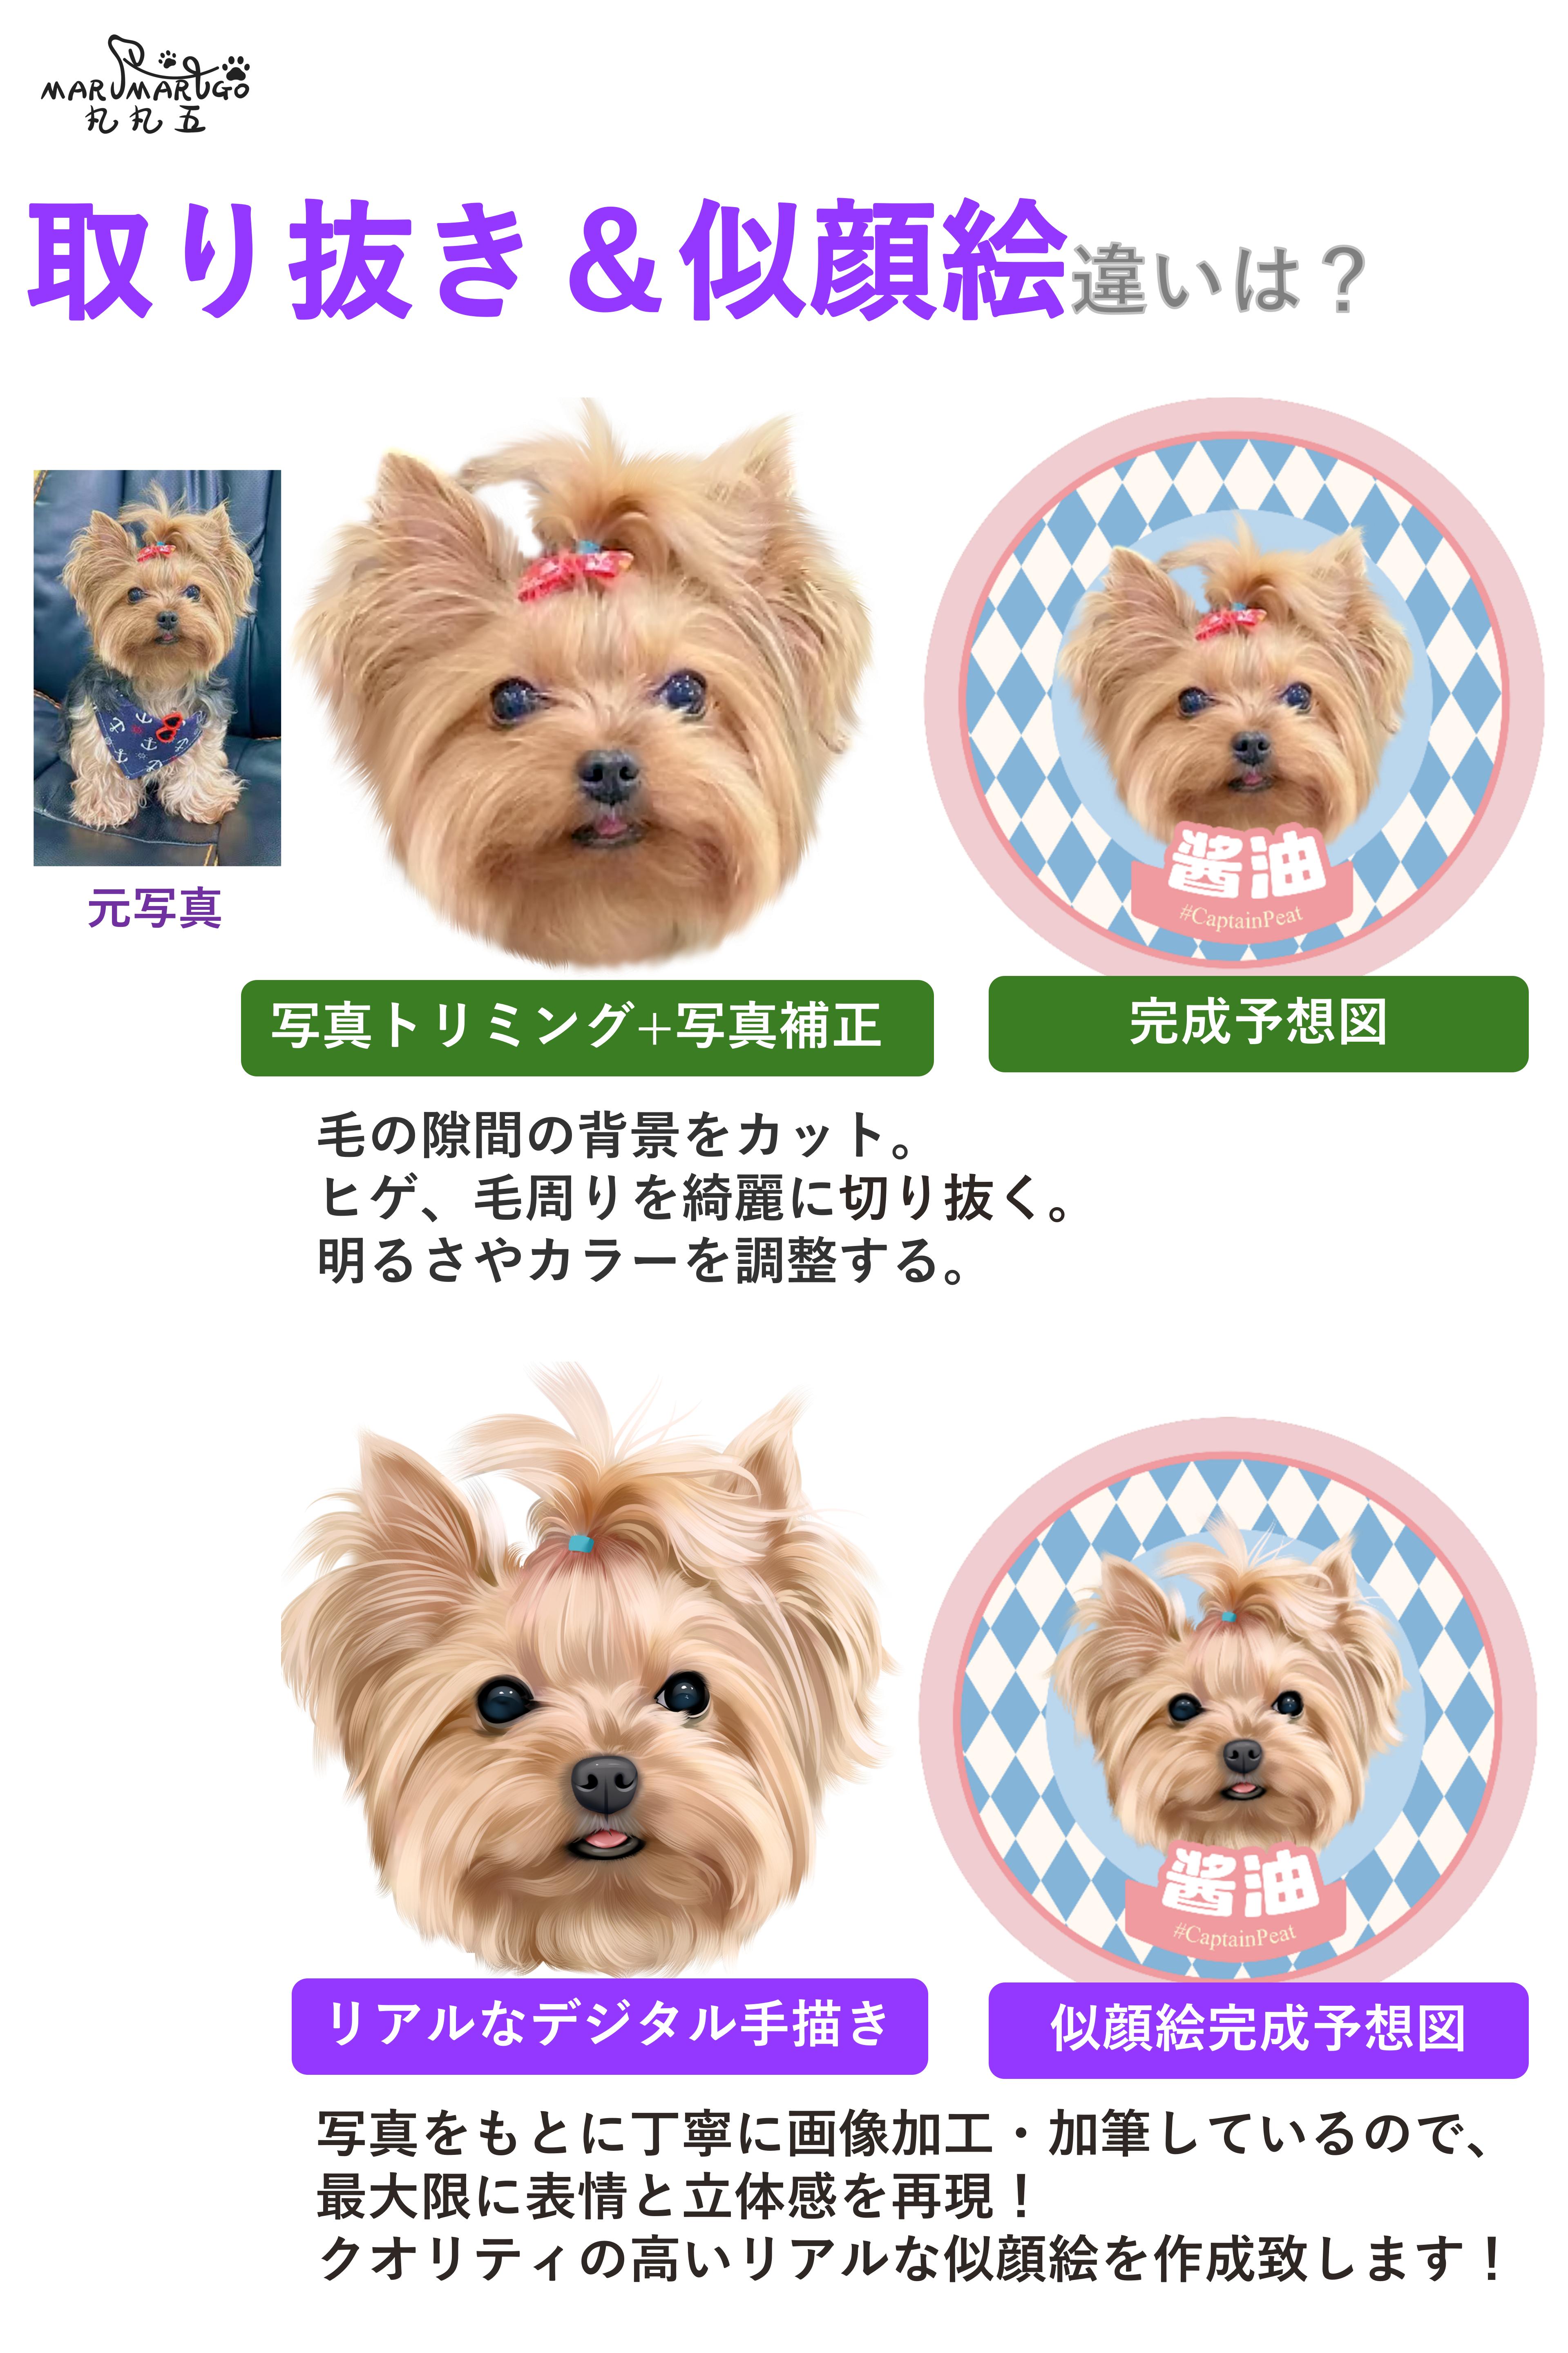 MARUMARUGO
丸丸五
取り抜き＆似顔絵違いは？
元写真
醤油
#CaptainPeat
写真トリミング+写真補正
完成予想図
毛の隙間の背景をカット。
ヒゲ、毛周りを綺麗に切り抜く。
明るさやカラーを調整する。
醤油
#CaptainPeat
リアルなデジタル手描き
似顔絵完成予想図
写真をもとに丁寧に画像加工・加筆しているので、
最大限に表情と立体感を再現！
クオリティの高いリアルな似顔絵を作成致します！